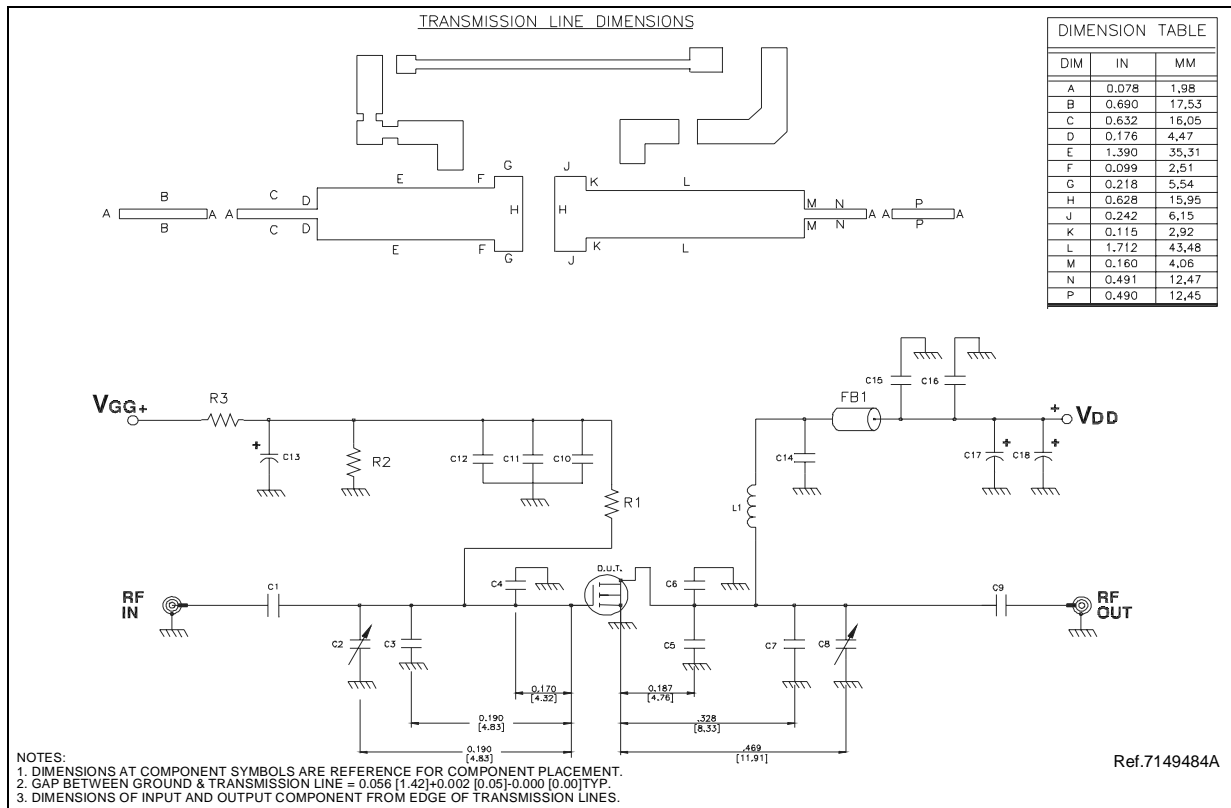 TRANSMISSION LINE DIMENSIONS
DIMENSION TABLE
DIM IN MM
A 0.078 1,98
B 0.690 17,53
C 0.632 16,05
D 0.176 4,47
E 1.390 35,31
F 0.099 2,51
G 0.218 5,54
H 0.628 15,95
J 0.242 6,15
K 0.115 2,92
L 1.712 43,48
M 0.160 4,06
N 0.491 12,47
P 0.490 12,45
G J
E F K L
B C D H H M N P
A A A A A A
B C D M N P
E F K L
G J
VGG+
R3
C13
R2
C12
C11
C10
R1
C15
C16
FB1
+
VDD
C14
+
C17
+
C18
+
L1
RF
IN
C1
C2
C3
C4
D.U.T.
C6
C5
C7
C8
C9
RF
OUT
0.170
[4.32]
0.187
[4.76]
0.190
[4.83]
.328
[8.33]
0.190
[4.83]
.469
[11.91]
NOTES:
1. DIMENSIONS AT COMPONENT SYMBOLS ARE REFERENCE FOR COMPONENT PLACEMENT.
2. GAP BETWEEN GROUND & TRANSMISSION LINE = 0.056 [1.42]+0.002 [0.05]-0.000 [0.00]TYP.
3. DIMENSIONS OF INPUT AND OUTPUT COMPONENT FROM EDGE OF TRANSMISSION LINES.
Ref.7149484A